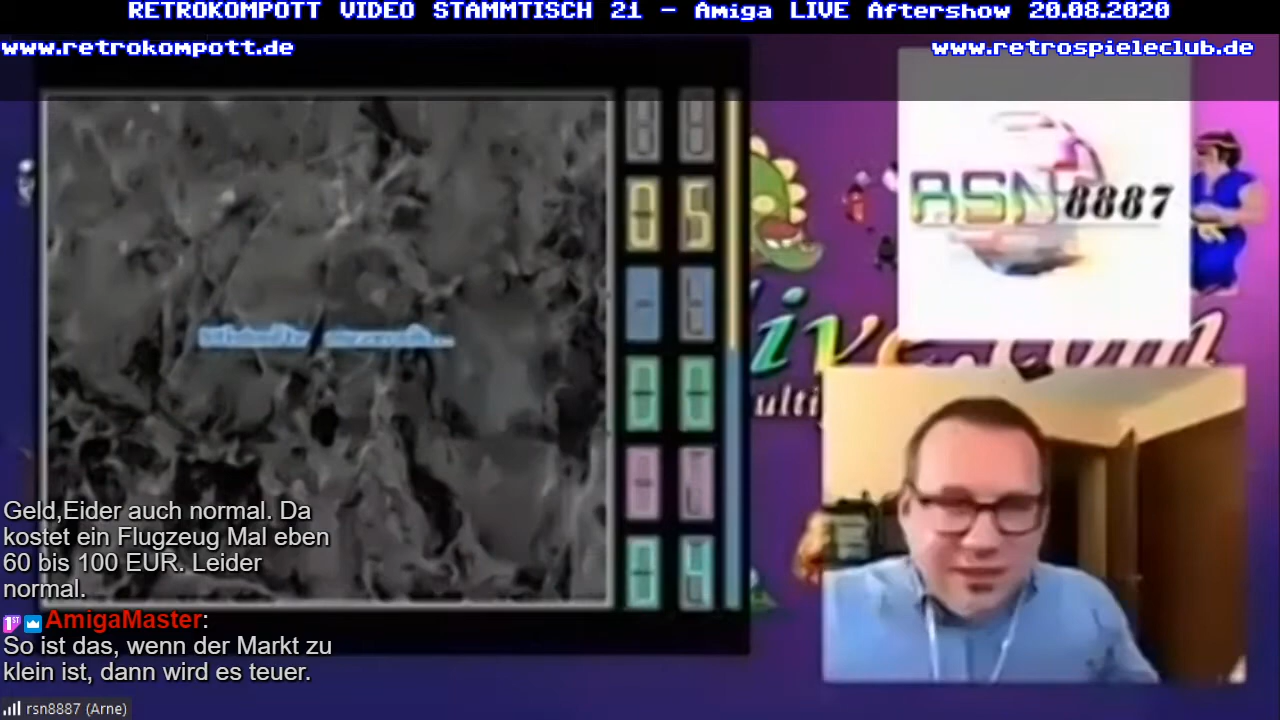 RETROKOMPOTT VIDEO STAMMTISCH 21 - Amiga LIVE Aftershow 20.08.2020
www.retrokompott.de
www.retrospieleclub.de
RSN8887
Geld,Eider auch normal. Da
kostet ein Flugzeug Mal eben
60 bis 100 EUR. Leider
normal.
1ST AmigaMaster:
So ist das, wenn der Markt zu
klein ist, dann wird es teuer.
rsn8887 (Arne)